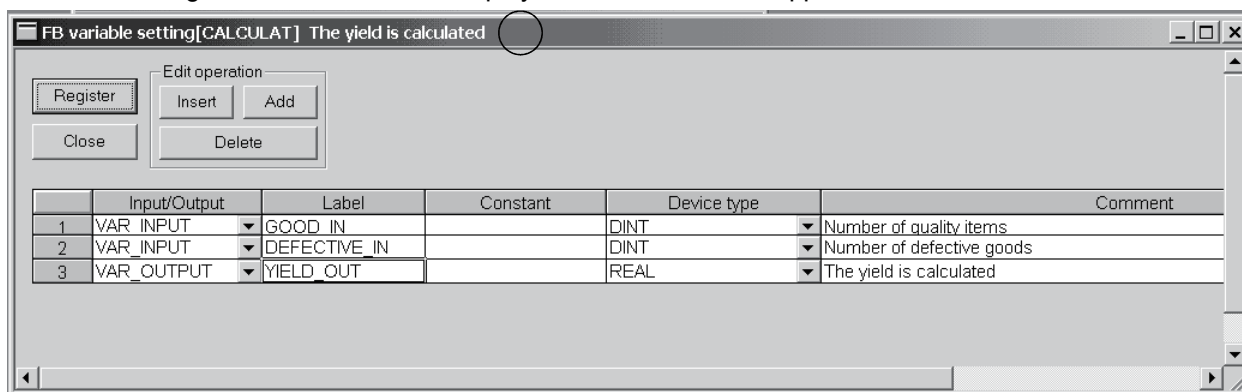 FB variable setting[CALCULAT] The yield is calculated
Edit operation
Register Insert Add
Close Delete
Input/Output Label Constant Device type Comment
1 VAR_INPUT GOOD_IN DINT Number of quality items
2 VAR_INPUT DEFECTIVE_IN DINT Number of defective goods
3 VAR_OUTPUT YIELD_OUT REAL The yield is calculated